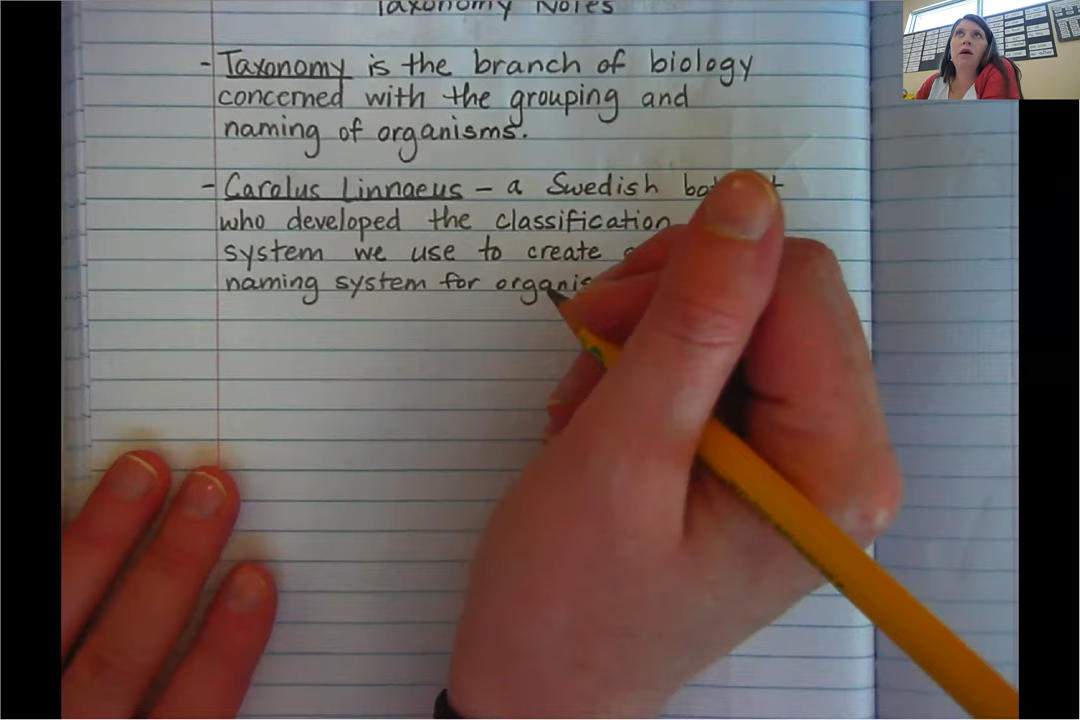 Taxonomy Notes
- Taxonomy is the branch of biology
concerned with the grouping and
naming of organisms.
- Carolus Linnaeus - a Swedish
who developed the classification
system we use to create
naming system for